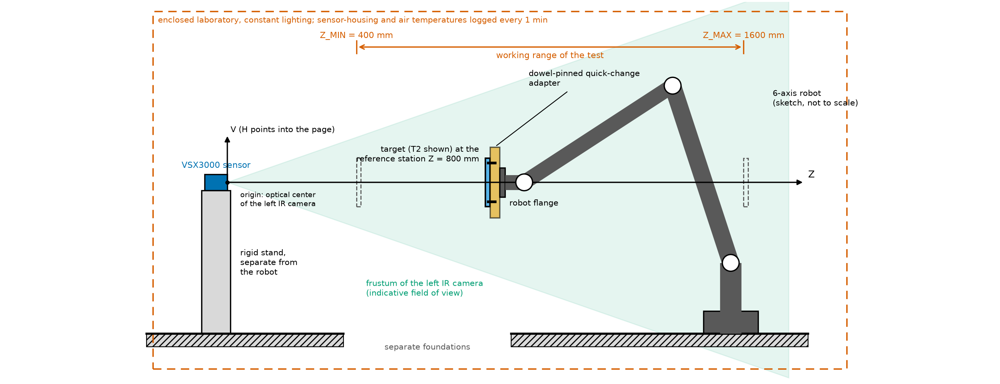 enclosed laboratory, constant lighting; sensor-housing and air temperatures logged every 1 min
Z_MIN = 400 mm
Z_MAX = 1600 mm
working range of the test
dowel-pinned quick-change
adapter
6-axis robot
(sketch, not to scale)
V (H points into the page)
target (T2 shown) at the
reference station Z = 800 mm
VSX3000 sensor
Z
origin: optical center
of the left IR camera
robot flange
rigid stand,
separate from
the robot
frustum of the left IR camera
(indicative field of view)
separate foundations